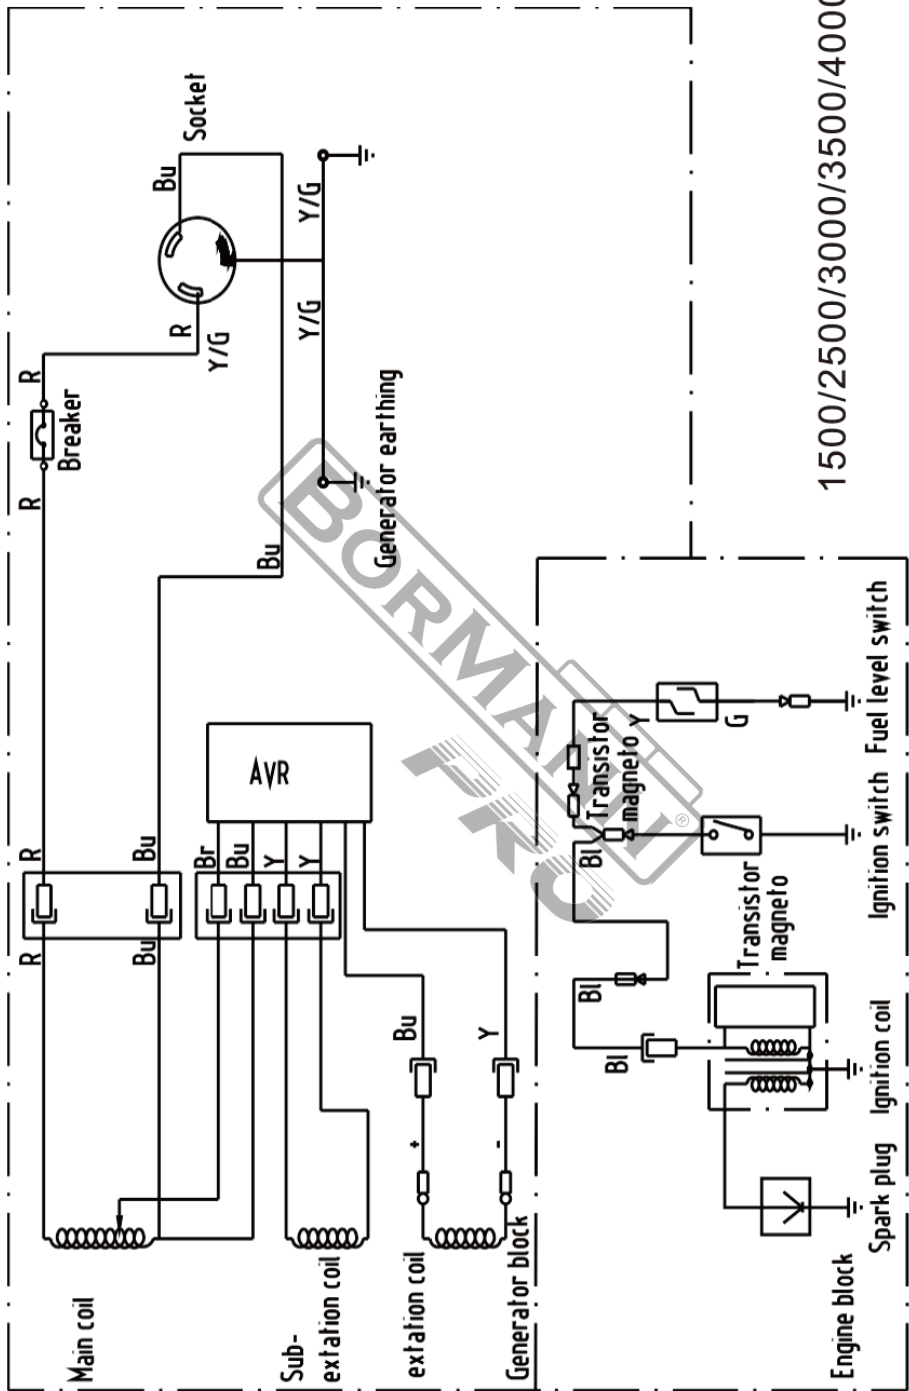 Socket
Bu
R
Y/G
Y/G
Y/G
R
Breaker
R
Bu
Generator earthing
BORMANN
PRO
®
AVR
R
Bu
Br
Bu
Y
Y
R
Bu
Bu
Y
+
-
Main coil
Sub-
extation coil
extation coil
Generator block
1500/2500/3000/3500/4000
Transistor
magneto
Y
G
Bl
Bl
Bl
Transistor
magneto
Fuel level switch
Ignition switch
Ignition coil
Spark plug
Engine block